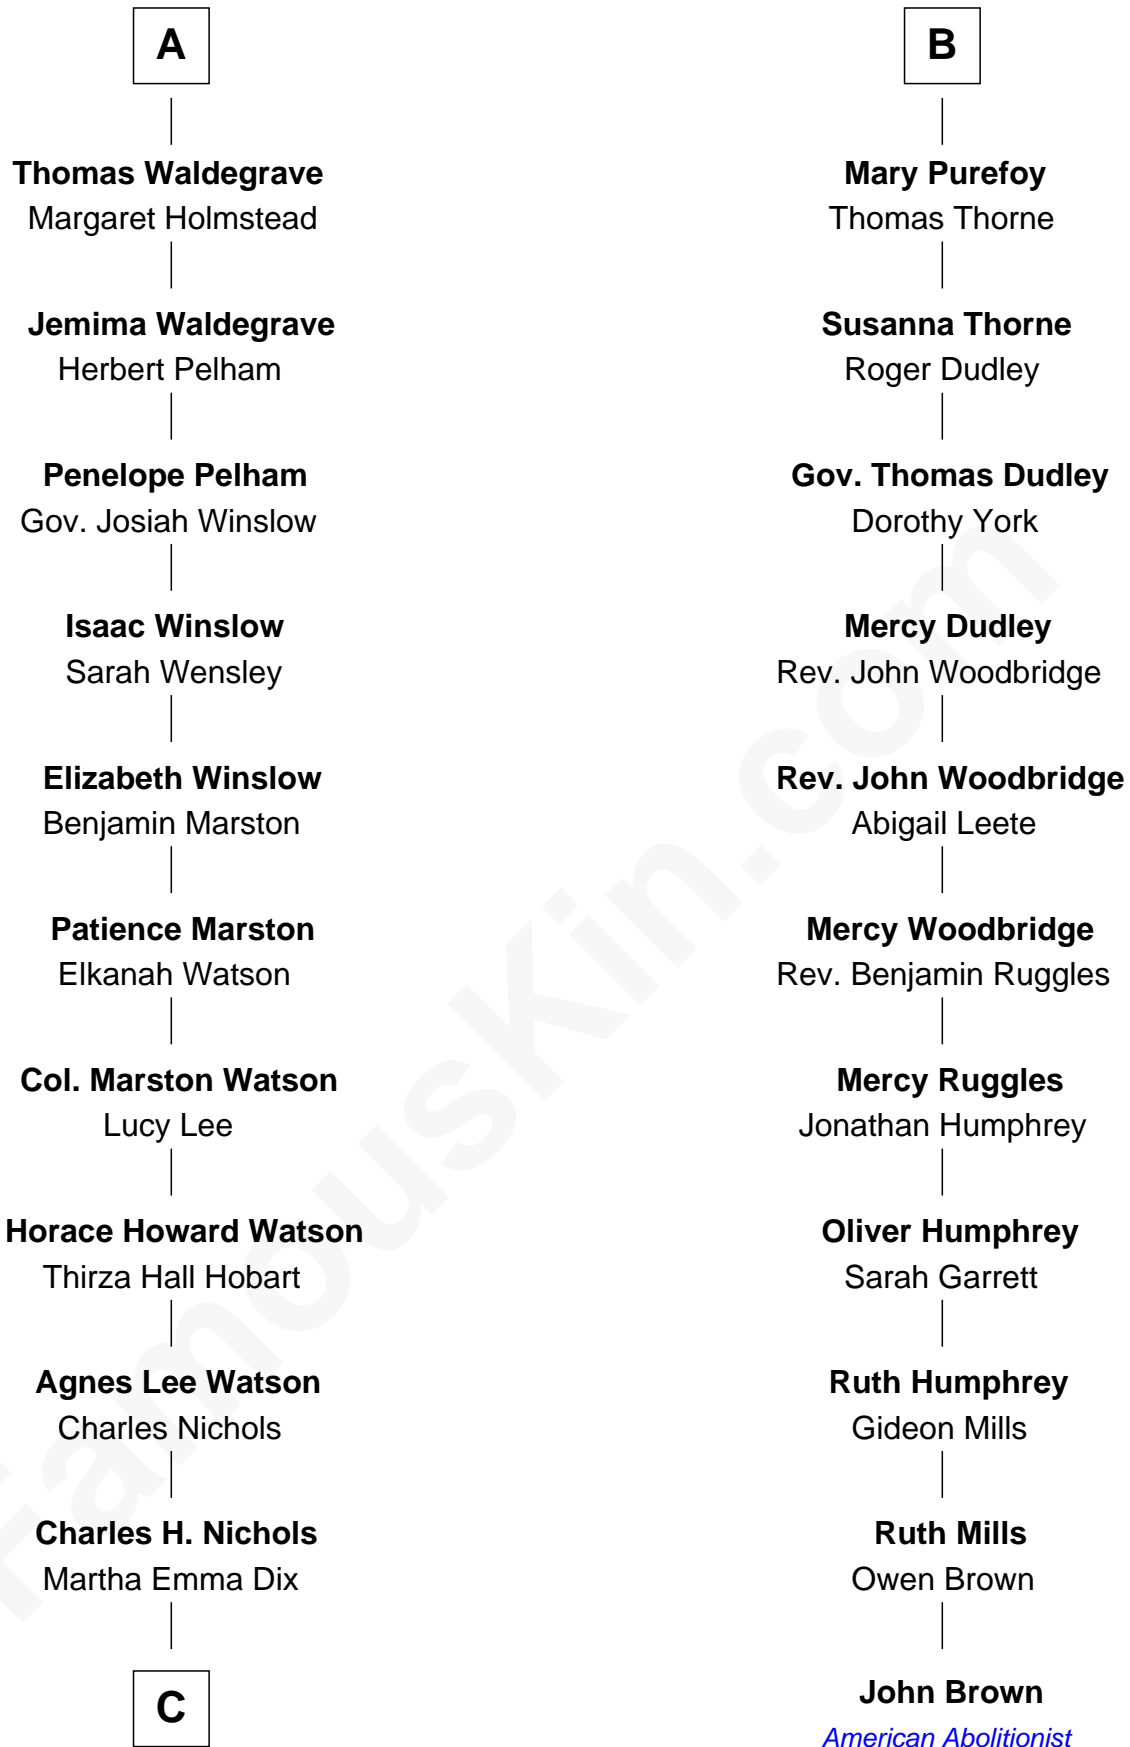 A
Thomas Waldegrave
Margaret Holmstead
Jemima Waldegrave
Herbert Pelham
Penelope Pelham
Gov. Josiah Winslow
Isaac Winslow
Sarah Wensley
Elizabeth Winslow
Benjamin Marston
Patience Marston
Elkanah Watson
Col. Marston Watson
Lucy Lee
Horace Howard Watson
Thirza Hall Hobart
Agnes Lee Watson
Charles Nichols
Charles H. Nichols
Martha Emma Dix
C
B
Mary Purefoy
Thomas Thorne
Susanna Thorne
Roger Dudley
Gov. Thomas Dudley
Dorothy York
Mercy Dudley
Rev. John Woodbridge
Rev. John Woodbridge
Abigail Leete
Mercy Woodbridge
Rev. Benjamin Ruggles
Mercy Ruggles
Jonathan Humphrey
Oliver Humphrey
Sarah Garrett
Ruth Humphrey
Gideon Mills
Ruth Mills
Owen Brown
John Brown
American Abolitionist
FamousKin.com